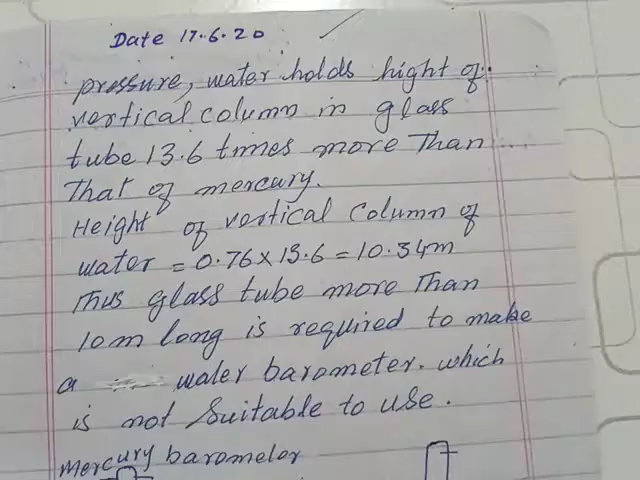 Date 17.6.20
pressure, water holds hight of
vertical column in glass
tube 13.6 times more Than
That of mercury.
Height of vertical column of
water = 0.76 x 13.6 = 10.34m
Thus glass tube more Than
10m long is required to make
a water barometer. which
is not Suitable to use.
Mercury barometer